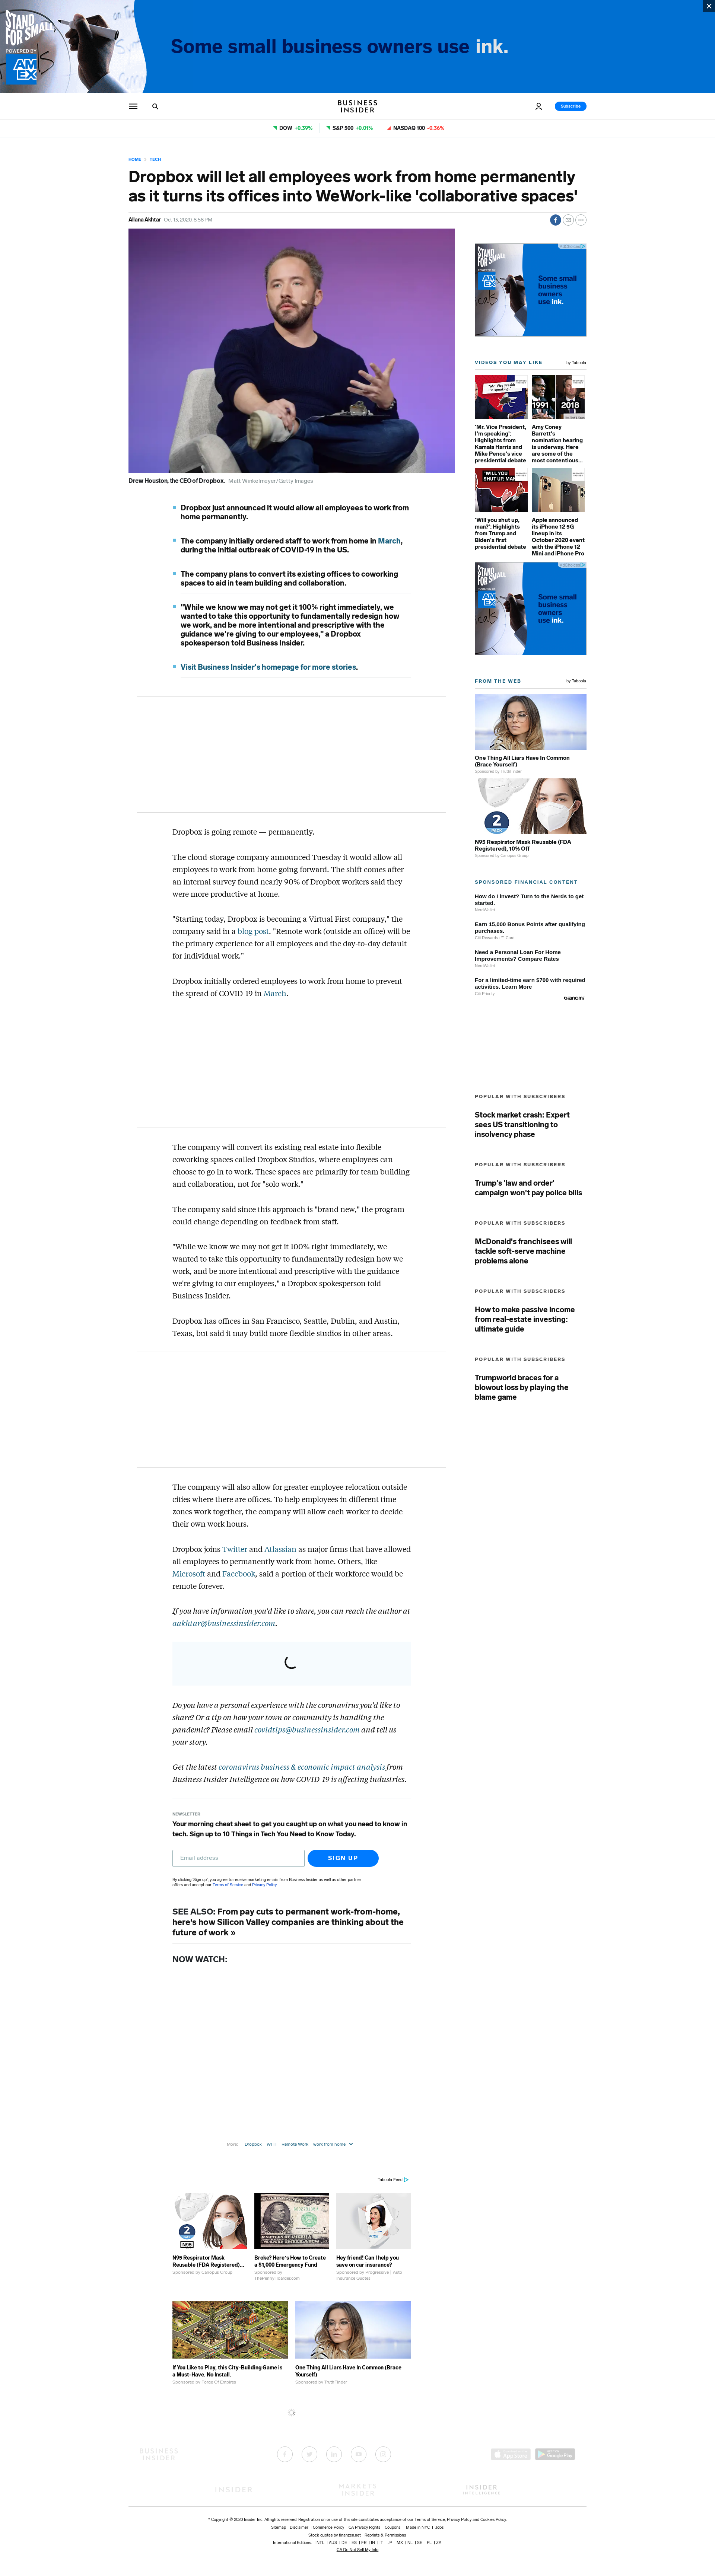 STAND
FOR SMALL
POWERED BY
AM
EX
Some small business owners use ink.
BUSINESS
INSIDER
Subscribe
DOW +0.39%
S&P 500 +0.01%
NASDAQ 100 -0.36%
HOME > TECH
Dropbox will let all employees work from home permanently
as it turns its offices into WeWork-like 'collaborative spaces'
Allana Akhtar Oct 13, 2020, 8:58 PM
Drew Houston, the CEO of Dropbox. Matt Winkelmeyer/Getty Images
Dropbox just announced it would allow all employees to work from
home permanently.
The company initially ordered staff to work from home in March,
during the initial outbreak of COVID-19 in the US.
The company plans to convert its existing offices to coworking
spaces to aid in team building and collaboration.
"While we know we may not get it 100% right immediately, we
wanted to take this opportunity to fundamentally redesign how
we work, and be more intentional and prescriptive with the
guidance we're giving to our employees," a Dropbox
spokesperson told Business Insider.
Visit Business Insider's homepage for more stories.
Dropbox is going remote — permanently.
The cloud-storage company announced Tuesday it would allow all
employees to work from home going forward. The shift comes after
an internal survey found nearly 90% of Dropbox workers said they
were more productive at home.
"Starting today, Dropbox is becoming a Virtual First company," the
company said in a blog post. "Remote work (outside an office) will be
the primary experience for all employees and the day-to-day default
for individual work."
Dropbox initially ordered employees to work from home to prevent
the spread of COVID-19 in March.
The company will convert its existing real estate into flexible
coworking spaces called Dropbox Studios, where employees can
choose to go in to work. These spaces are primarily for team building
and collaboration, not for "solo work."
The company said since this approach is "brand new," the program
could change depending on feedback from staff.
"While we know we may not get it 100% right immediately, we
wanted to take this opportunity to fundamentally redesign how we
work, and be more intentional and prescriptive with the guidance
we're giving to our employees," a Dropbox spokesperson told
Business Insider.
Dropbox has offices in San Francisco, Seattle, Dublin, and Austin,
Texas, but said it may build more flexible studios in other areas.
The company will also allow for greater employee relocation outside
cities where there are offices. To help employees in different time
zones work together, the company will allow each worker to decide
their own work hours.
Dropbox joins Twitter and Atlassian as major firms that have allowed
all employees to permanently work from home. Others, like
Microsoft and Facebook, said a portion of their workforce would be
remote forever.
If you have information you'd like to share, you can reach the author at
aakhtar@businessinsider.com.
Do you have a personal experience with the coronavirus you'd like to
share? Or a tip on how your town or community is handling the
pandemic? Please email covidtips@businessinsider.com and tell us
your story.
Get the latest coronavirus business & economic impact analysis from
Business Insider Intelligence on how COVID-19 is affecting industries.
NEWSLETTER
Your morning cheat sheet to get you caught up on what you need to know in
tech. Sign up to 10 Things in Tech You Need to Know Today.
Email address
SIGN UP
By clicking 'Sign up', you agree to receive marketing emails from Business Insider as well as other partner
offers and accept our Terms of Service and Privacy Policy.
SEE ALSO: From pay cuts to permanent work-from-home,
here's how Silicon Valley companies are thinking about the
future of work »
NOW WATCH:
More: Dropbox WFH Remote Work work from home
Taboola Feed
2
N95
N95 Respirator Mask
Reusable (FDA Registered)...
Sponsored by Canopus Group
Broke? Here's How to Create
a $1,000 Emergency Fund
Sponsored by
ThePennyHoarder.com
Hey friend! Can I help you
save on car insurance?
Sponsored by Progressive | Auto
Insurance Quotes
If You Like to Play, this City-Building Game is
a Must-Have. No Install.
Sponsored by Forge Of Empires
One Thing All Liars Have In Common (Brace
Yourself)
Sponsored by TruthFinder
STAND
FOR SMALL
AM
EX
Some small
business
owners
use ink.
VIDEOS YOU MAY LIKE
by Taboola
"Mr. Vice President,
I'm speaking."
1991
2018
'Mr. Vice President,
I'm speaking':
Highlights from
Kamala Harris and
Mike Pence's vice
presidential debate
Amy Coney
Barrett's
nomination hearing
is underway. Here
are some of the
most contentious...
"WILL YOU
SHUT UP, MAN?"
'Will you shut up,
man?': Highlights
from Trump and
Biden's first
presidential debate
Apple announced
its iPhone 12 5G
lineup in its
October 2020 event
with the iPhone 12
Mini and iPhone Pro
STAND
FOR SMALL
AM
EX
Some small
business
owners
use ink.
FROM THE WEB
by Taboola
One Thing All Liars Have In Common
(Brace Yourself)
Sponsored by TruthFinder
2
PACK
N95 Respirator Mask Reusable (FDA
Registered), 10% Off
Sponsored by Canopus Group
SPONSORED FINANCIAL CONTENT
How do I invest? Turn to the Nerds to get
started.
NerdWallet
Earn 15,000 Bonus Points after qualifying
purchases.
Citi Rewards+℠ Card
Need a Personal Loan For Home
Improvements? Compare Rates
NerdWallet
For a limited-time earn $700 with required
activities. Learn More
Citi Priority
dianomi
POPULAR WITH SUBSCRIBERS
Stock market crash: Expert
sees US transitioning to
insolvency phase
POPULAR WITH SUBSCRIBERS
Trump's 'law and order'
campaign won't pay police bills
POPULAR WITH SUBSCRIBERS
McDonald's franchisees will
tackle soft-serve machine
problems alone
POPULAR WITH SUBSCRIBERS
How to make passive income
from real-estate investing:
ultimate guide
POPULAR WITH SUBSCRIBERS
Trumpworld braces for a
blowout loss by playing the
blame game
BUSINESS
INSIDER
App Store
Google Play
INSIDER
MARKETS
INSIDER
INSIDER
INTELLIGENCE
* Copyright © 2020 Insider Inc. All rights reserved. Registration on or use of this site constitutes acceptance of our Terms of Service, Privacy Policy and Cookies Policy.
Sitemap | Disclaimer | Commerce Policy | CA Privacy Rights | Coupons | Made in NYC | Jobs
Stock quotes by finanzen.net | Reprints & Permissions
International Editions: INTL | AUS | DE | ES | FR | IN | IT | JP | MX | NL | SE | PL | ZA
CA Do Not Sell My Info